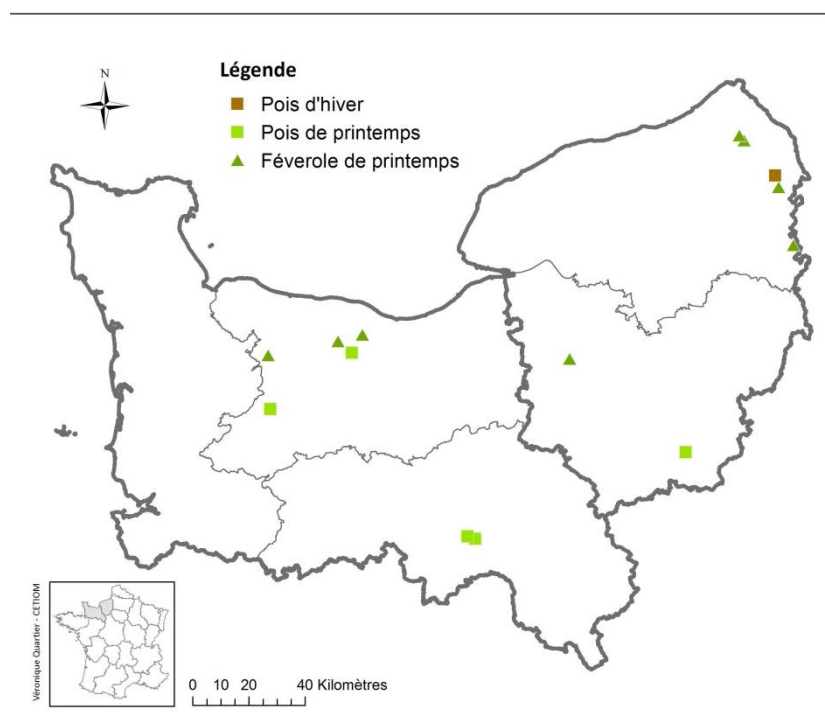 N
Légende
Pois d'hiver
Pois de printemps
Féverole de printemps
Véronique Quartier - CETIOM
0 10 20 40 Kilomètres